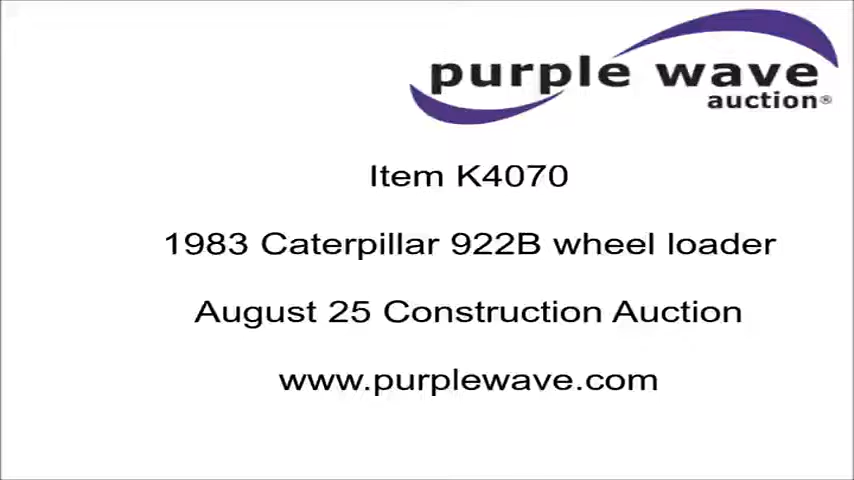 purple wave
auction®
Item K4070
1983 Caterpillar 922B wheel loader
August 25 Construction Auction
www.purplewave.com